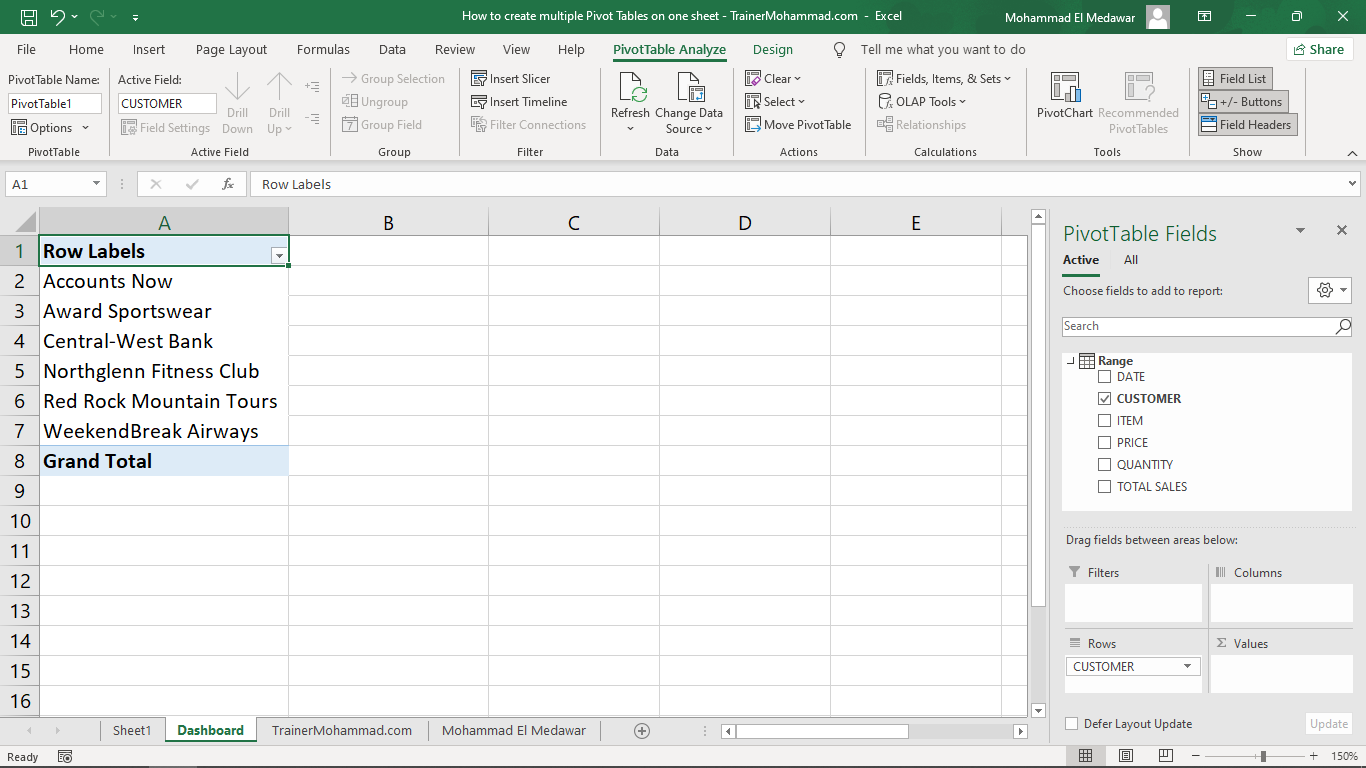 How to create multiple Pivot Tables on one sheet - TrainerMohammad.com - Excel
Mohammad El Medawar
File Home Insert Page Layout Formulas Data Review View Help PivotTable Analyze Design Tell me what you want to do Share
PivotTable Name:
PivotTable1
Options
PivotTable
Active Field:
CUSTOMER
Field Settings
Drill Down
Drill Up
Active Field
Group Selection
Ungroup
Group Field
Group
Insert Slicer
Insert Timeline
Filter Connections
Filter
Refresh
Change Data Source
Data
Clear
Select
Move PivotTable
Actions
Fields, Items, & Sets
OLAP Tools
Relationships
Calculations
PivotChart
Recommended PivotTables
Tools
Field List
+/- Buttons
Field Headers
Show
A1 fx Row Labels
A B C D E
1 Row Labels
2 Accounts Now
3 Award Sportswear
4 Central-West Bank
5 Northglenn Fitness Club
6 Red Rock Mountain Tours
7 WeekendBreak Airways
8 Grand Total
9
10
11
12
13
14
15
16
PivotTable Fields
Active All
Choose fields to add to report:
Search
Range
DATE
CUSTOMER
ITEM
PRICE
QUANTITY
TOTAL SALES
Drag fields between areas below:
Filters
Columns
Rows
CUSTOMER
Σ Values
Defer Layout Update Update
Sheet1 Dashboard TrainerMohammad.com Mohammad El Medawar
Ready
150%